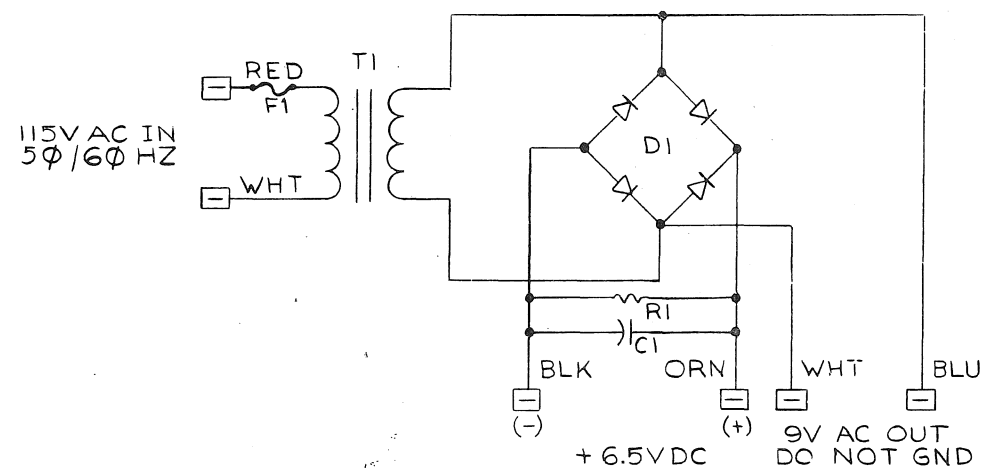 T1
RED
F1
115V AC IN
5Ø/6Ø HZ
WHT
D1
R1
C1
BLK
ORN
WHT
BLU
(-)
(+)
+6.5VDC
9V AC OUT
DO NOT GND